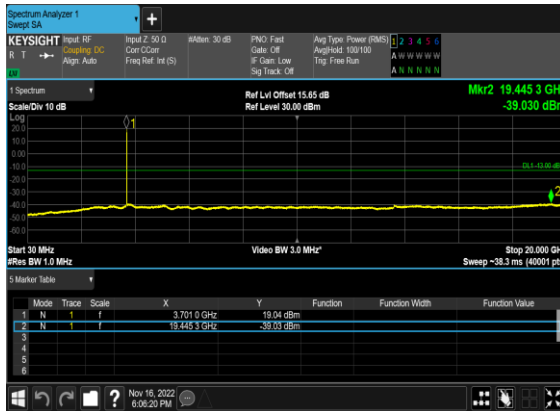 Spectrum Analyzer 1
Swept SA
+
KEYSIGHT Input: RF Input Z: 50 Ω #Atten: 30 dB PNO: Fast Avg Type: Power (RMS) 1 2 3 4 5 6
R T Coupling: DC Corr CCorr Gate: Off Avg|Hold: 100/100 A W W W W W
Align: Auto Freq Ref: Int (S) IF Gain: Low Trig: Free Run
Sig Track: Off A N N N N N
1 Spectrum Ref Lvl Offset 15.65 dB Mkr2 19.445 3 GH
Scale/Div 10 dB Ref Level 30.00 dBm -39.030 dBr
Log
20.0 1
10.0
0.00
-10.0 DL1 -13.00 dB
-20.0
-30.0 2
-40.0
-50.0
-60.0
Start 30 MHz Video BW 3.0 MHz* Stop 20.000 GH
#Res BW 1.0 MHz Sweep ~38.3 ms (40001 pt
5 Marker Table
Mode Trace Scale X Y Function Function Width Function Value
1 N 1 f 3.701 0 GHz 19.04 dBm
2 N 1 f 19.445 3 GHz -39.03 dBm
3
4
5
6
? Nov 16, 2022
6:06:20 PM